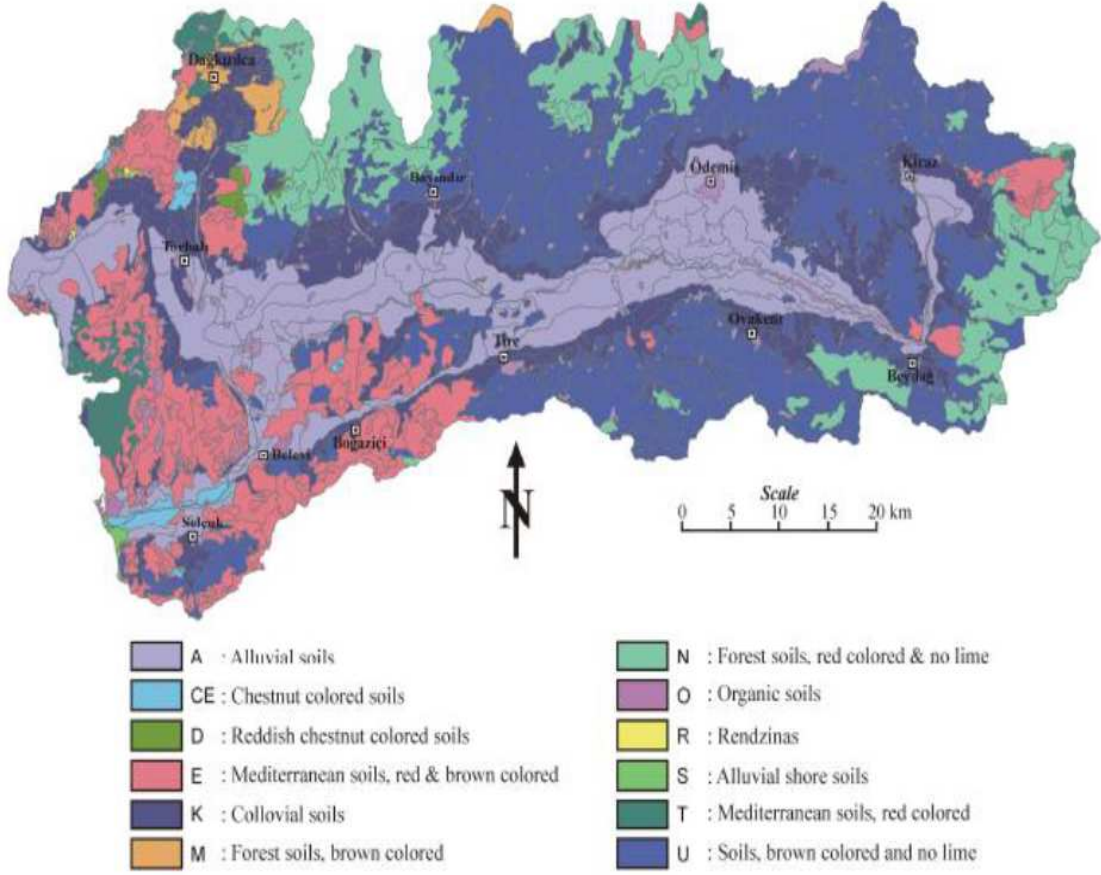 Dağkızılca
Bayındır
Ödemiş
Kiraz
Torbalı
Tire
Ovakent
Beydağ
Boğaziçi
Belevi
Selçuk
N
Scale
0 5 10 15 20 km
A : Alluvial soils
CE : Chestnut colored soils
D : Reddish chestnut colored soils
E : Mediterranean soils, red & brown colored
K : Collovial soils
M : Forest soils, brown colored
N : Forest soils, red colored & no lime
O : Organic soils
R : Rendzinas
S : Alluvial shore soils
T : Mediterranean soils, red colored
U : Soils, brown colored and no lime